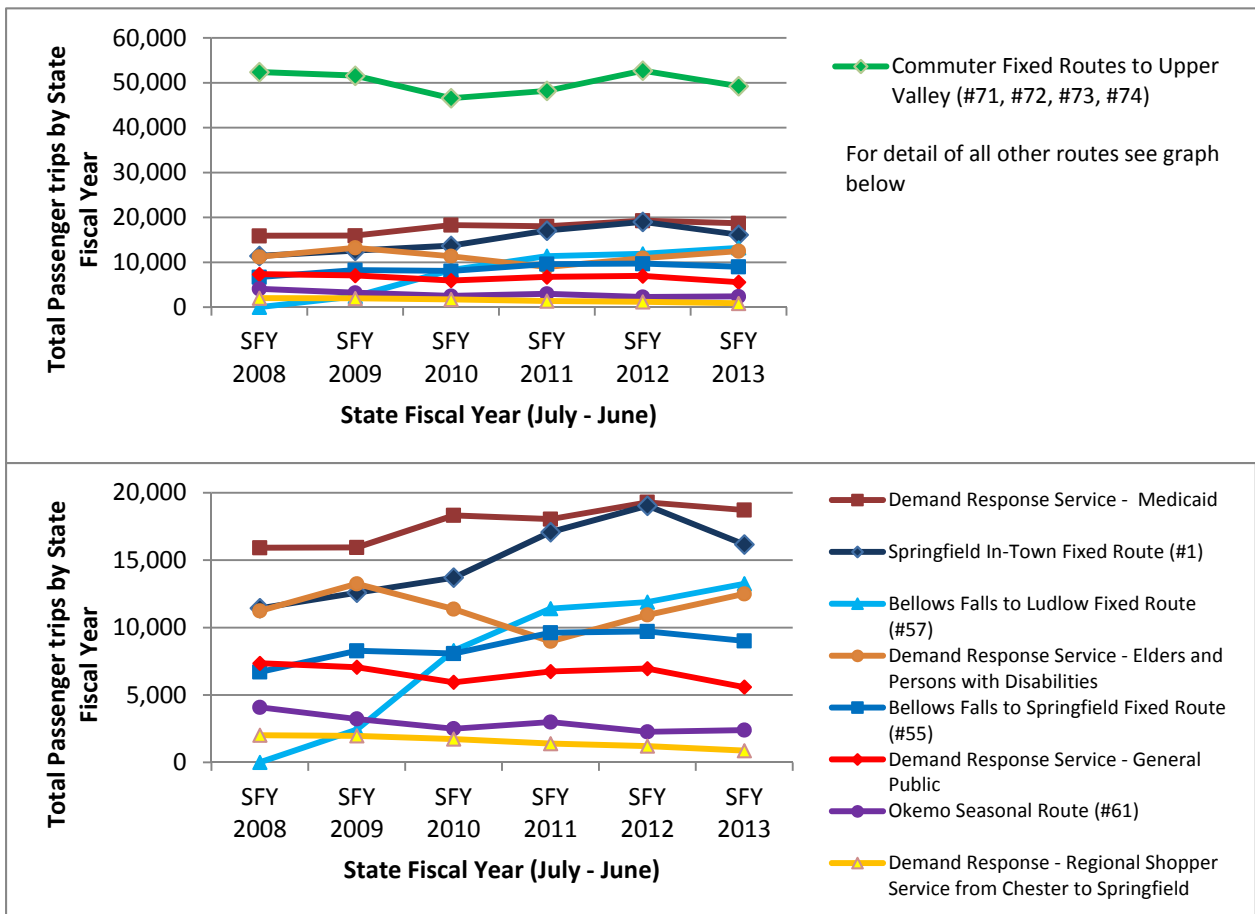 Total Passenger trips by State
Fiscal Year
60,000
50,000
40,000
30,000
20,000
10,000
0
SFY
2008
SFY
2009
SFY
2010
SFY
2011
SFY
2012
SFY
2013
State Fiscal Year (July - June)
Commuter Fixed Routes to Upper
Valley (#71, #72, #73, #74)
For detail of all other routes see graph
below
Total Passenger trips by State
Fiscal Year
20,000
15,000
10,000
5,000
0
SFY
2008
SFY
2009
SFY
2010
SFY
2011
SFY
2012
SFY
2013
State Fiscal Year (July - June)
Demand Response Service - Medicaid
Springfield In-Town Fixed Route (#1)
Bellows Falls to Ludlow Fixed Route
(#57)
Demand Response Service - Elders and
Persons with Disabilities
Bellows Falls to Springfield Fixed Route
(#55)
Demand Response Service - General
Public
Okemo Seasonal Route (#61)
Demand Response - Regional Shopper
Service from Chester to Springfield